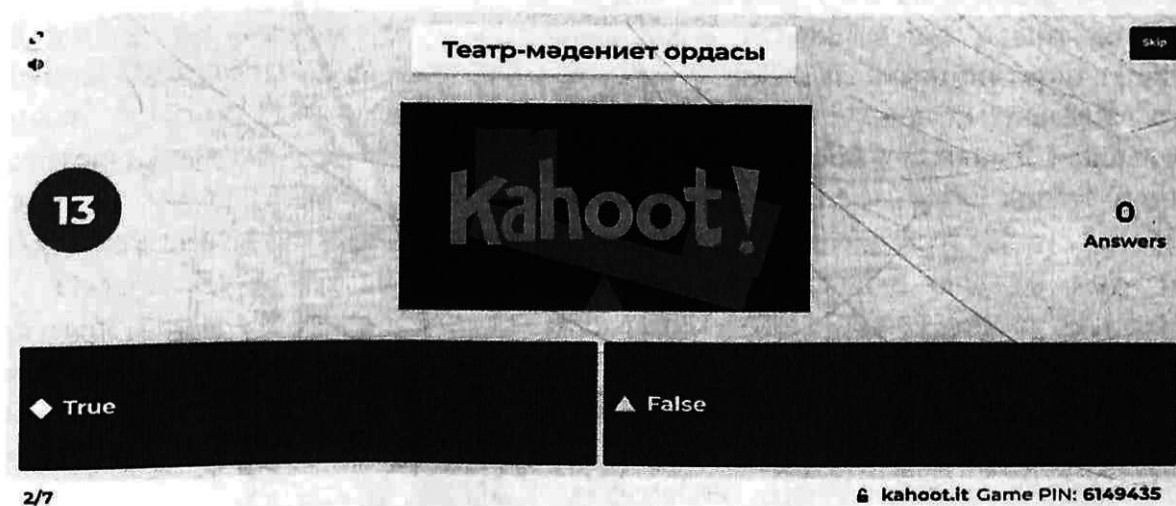 Театр-мәдениет ордасы
Skip
Kahoot!
13
0
Answers
True
False
2/7
kahoot.it Game PIN: 6149435